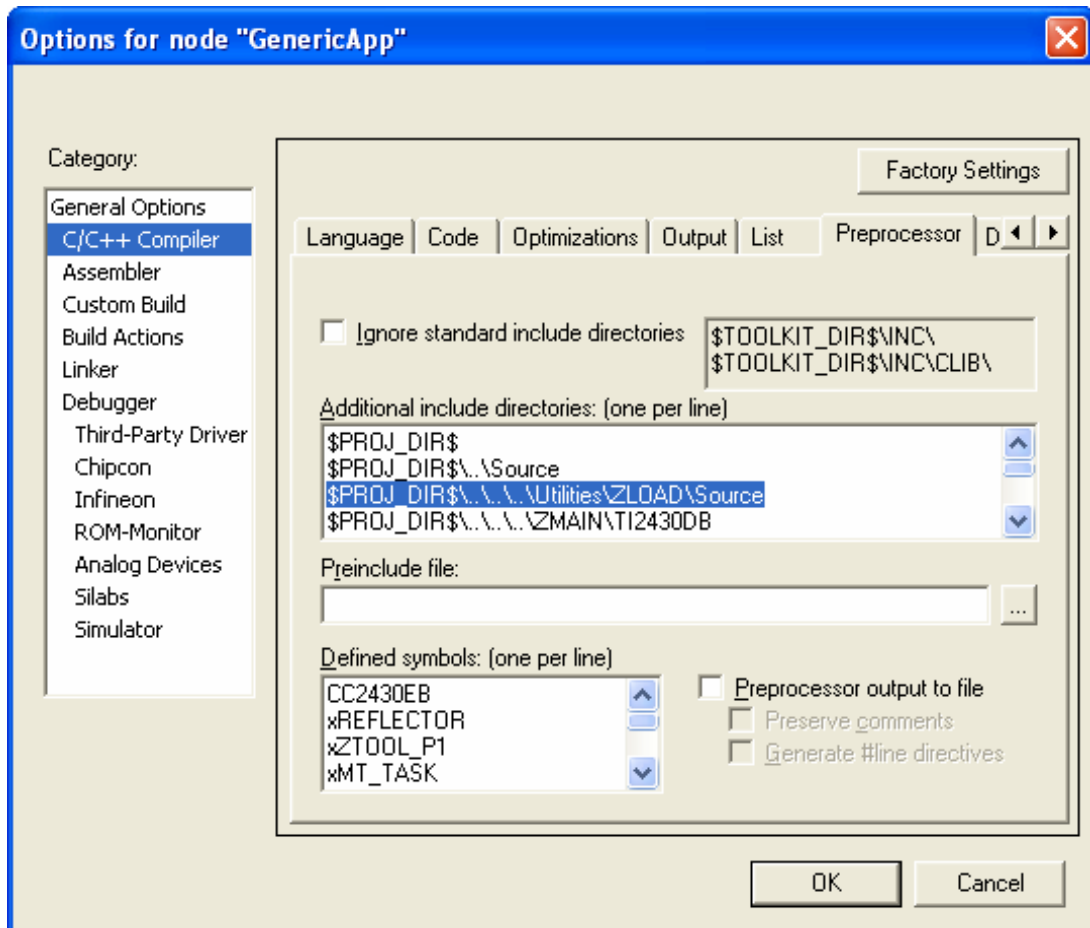 Options for node "GenericApp"
Category:
General Options
C/C++ Compiler
Assembler
Custom Build
Build Actions
Linker
Debugger
Third-Party Driver
Chipcon
Infineon
ROM-Monitor
Analog Devices
Silabs
Simulator
Factory Settings
Language Code Optimizations Output List Preprocessor D
Ignore standard include directories
$TOOLKIT_DIR$\INC\
$TOOLKIT_DIR$\INC\CLIB\
Additional include directories: (one per line)
$PROJ_DIR$
$PROJ_DIR$\..\Source
$PROJ_DIR$\..\..\..\Utilities\ZLOAD\Source
$PROJ_DIR$\..\..\..\ZMAIN\TI2430DB
Preinclude file:
...
Defined symbols: (one per line)
CC2430EB
xREFLECTOR
xZTOOL_P1
xMT_TASK
Preprocessor output to file
Preserve comments
Generate #line directives
OK Cancel